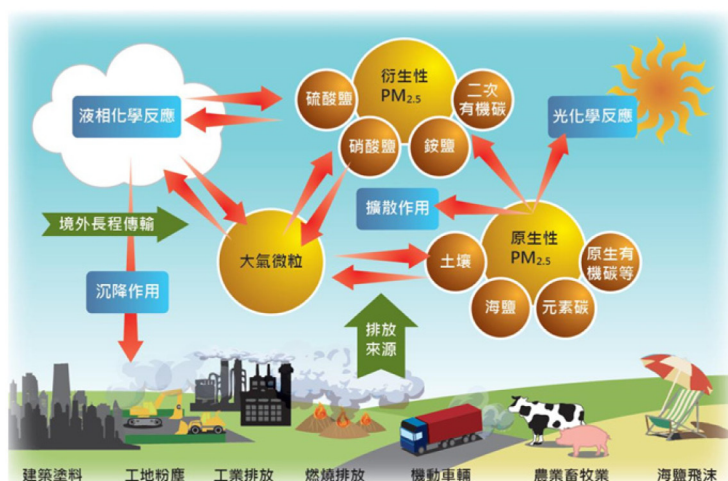 衍生性
PM2.5
硫酸鹽
二次
有機碳
硝酸鹽
銨鹽
液相化學反應
光化學反應
擴散作用
境外長程傳輸
大氣微粒
原生性
PM2.5
土壤
原生有
機碳等
海鹽
元素碳
沉降作用
排放
來源
建築塗料
工地粉塵
工業排放
燃燒排放
機動車輛
農業畜牧業
海鹽飛沫